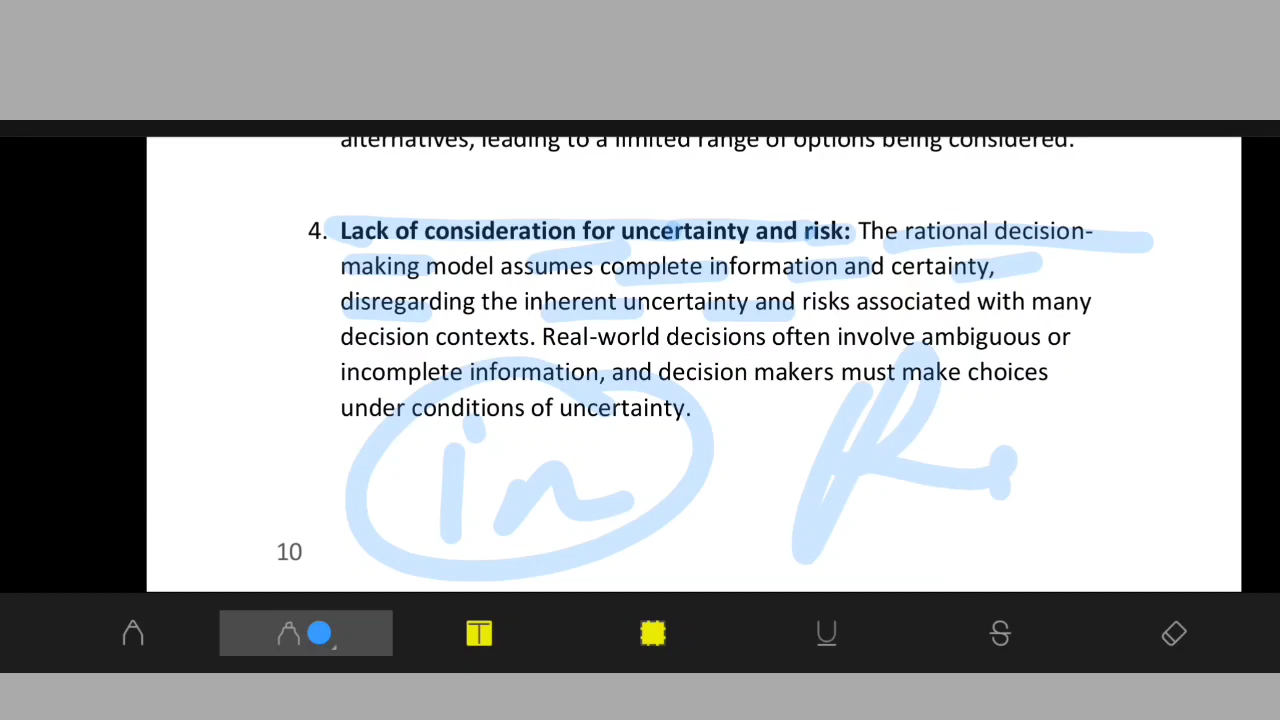 alternatives, leading to a limited range of options being considered.
4. Lack of consideration for uncertainty and risk: The rational decision-
making model assumes complete information and certainty,
disregarding the inherent uncertainty and risks associated with many
decision contexts. Real-world decisions often involve ambiguous or
incomplete information, and decision makers must make choices
under conditions of uncertainty.
in
10